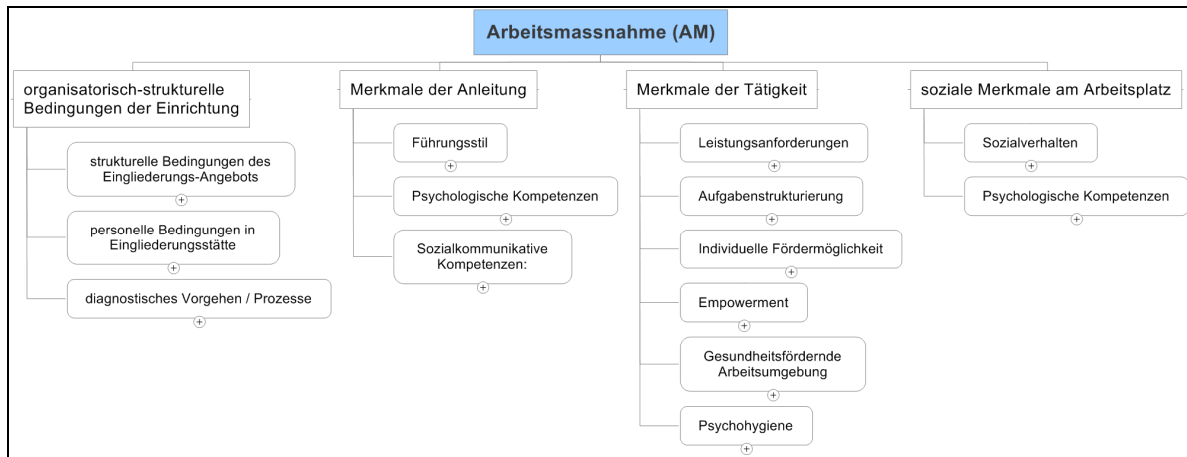 Arbeitsmassnahme (AM)
organisatorisch-strukturelle
Bedingungen der Einrichtung
strukturelle Bedingungen des
Eingliederungs-Angebots
personelle Bedingungen in
Eingliederungsstätte
diagnostisches Vorgehen / Prozesse
Merkmale der Anleitung
Führungsstil
Psychologische Kompetenzen
Sozialkommunikative
Kompetenzen:
Merkmale der Tätigkeit
Leistungsanforderungen
Aufgabenstrukturierung
Individuelle Fördermöglichkeit
Empowerment
Gesundheitsfördernde
Arbeitsumgebung
Psychohygiene
soziale Merkmale am Arbeitsplatz
Sozialverhalten
Psychologische Kompetenzen